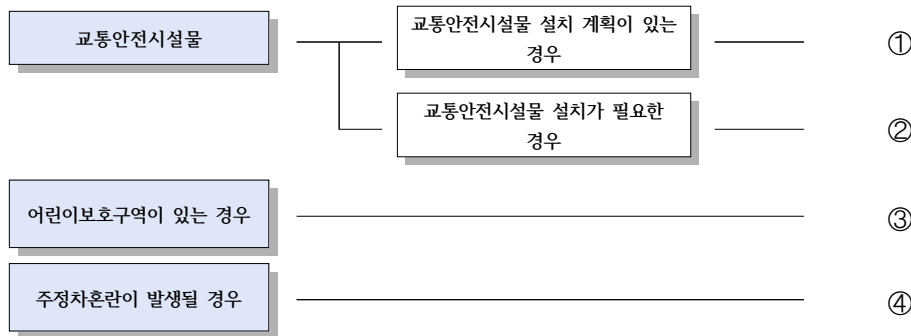 교통안전시설물
교통안전시설물 설치 계획이 있는
경우
①
교통안전시설물 설치가 필요한
경우
②
어린이보호구역이 있는 경우
③
주정차혼란이 발생될 경우
④